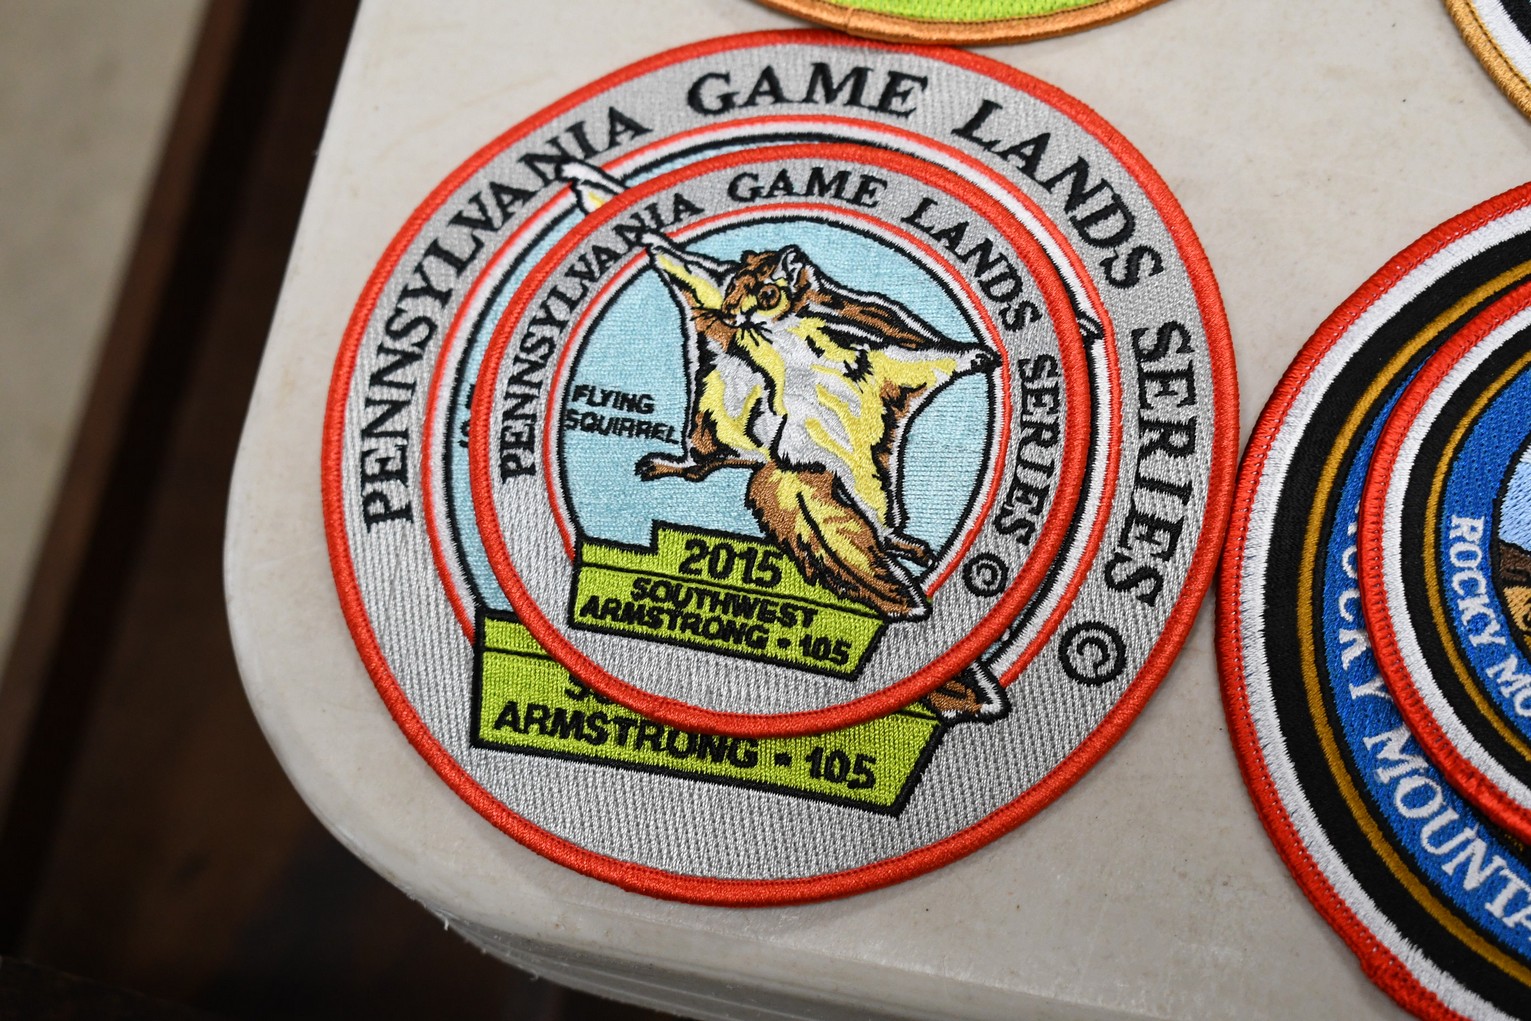 PENNSYLVANIA GAME LANDS SERIES ©
ARMSTRONG • 105
PENNSYLVANIA GAME LANDS SERIES ©
FLYING
SQUIRREL
2015
SOUTHWEST
ARMSTRONG • 105
ROCKY
MOUNTA
ROCKY MO